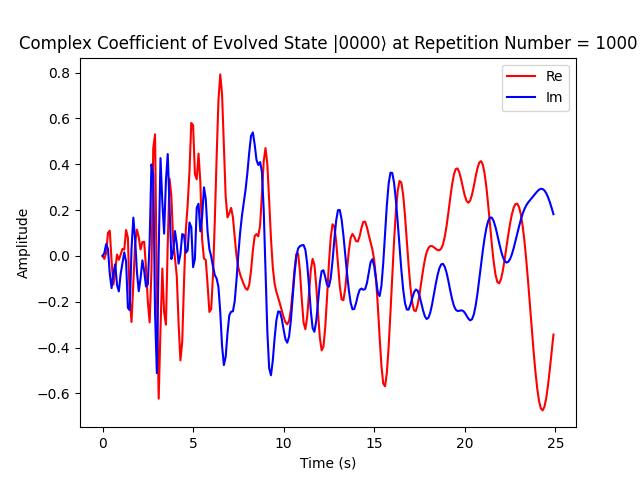 Complex Coefficient of Evolved State |0000⟩ at Repetition Number = 1000
Re
Im
Amplitude
0.8
0.6
0.4
0.2
0.0
−0.2
−0.4
−0.6
0 5 10 15 20 25
Time (s)